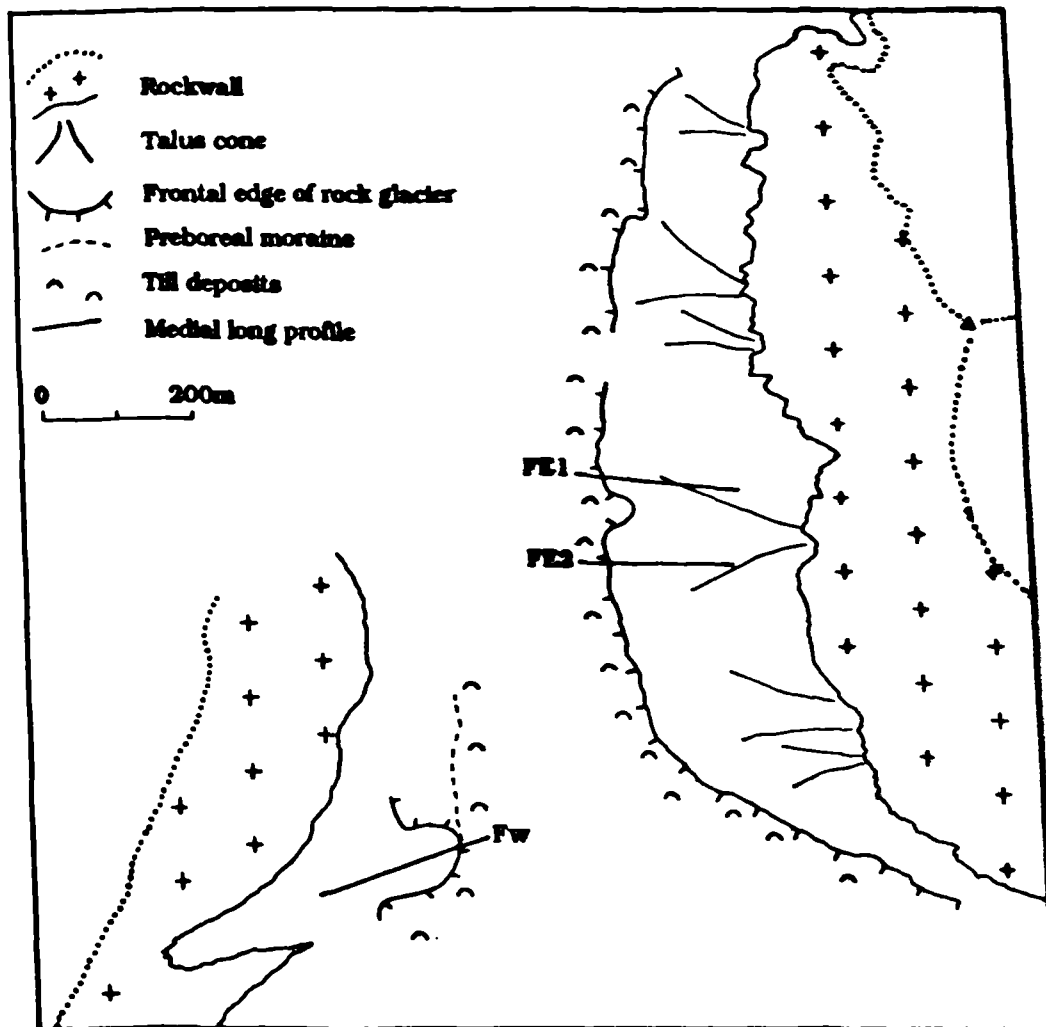 Rockwall
Talus cone
Frontal edge of rock glacier
Preboreal moraine
Till deposits
Medial long profile
0 200m
FE1
FE2
Fw